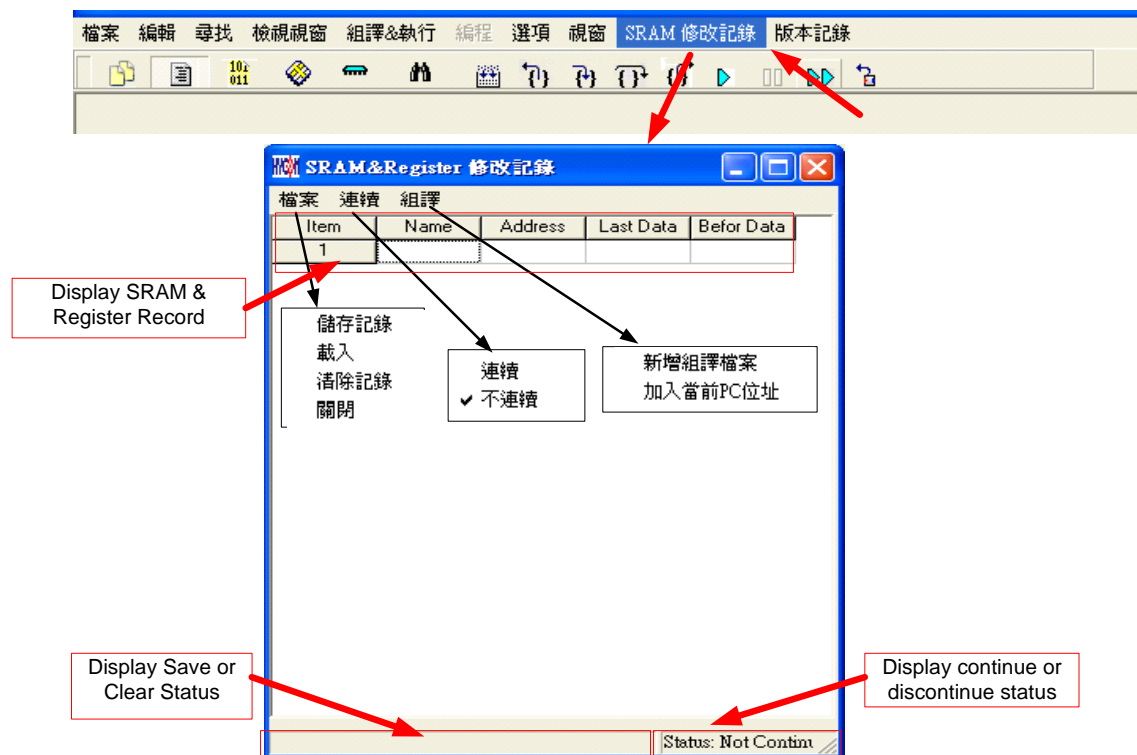 檔案 編輯 尋找 檢視視窗 組譯&執行 編程 選項 視窗 SRAM 修改記錄 版本記錄
101
011
HYCON SRAM&Register 修改記錄
檔案 連續 組譯
Item Name Address Last Data Befor Data
1
Display SRAM &
Register Record
儲存記錄
載入
清除記錄
關閉
連續
不連續
新增組譯檔案
加入當前PC位址
Display Save or
Clear Status
Display continue or
discontinue status
Status: Not Continu